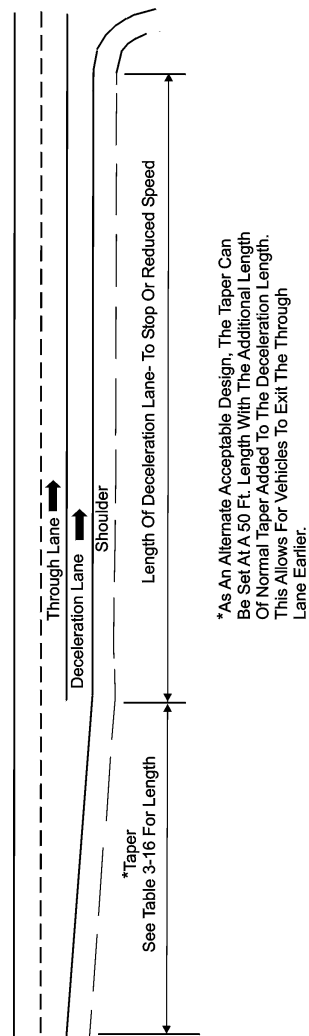 Through Lane
Deceleration Lane
Shoulder
*Taper
See Table 3-16 For Length
Length Of Deceleration Lane- To Stop Or Reduced Speed
*As An Alternate Acceptable Design, The Taper Can
Be Set At A 50 Ft. Length With The Additional Length
Of Normal Taper Added To The Deceleration Length.
This Allows For Vehicles To Exit The Through
Lane Earlier.